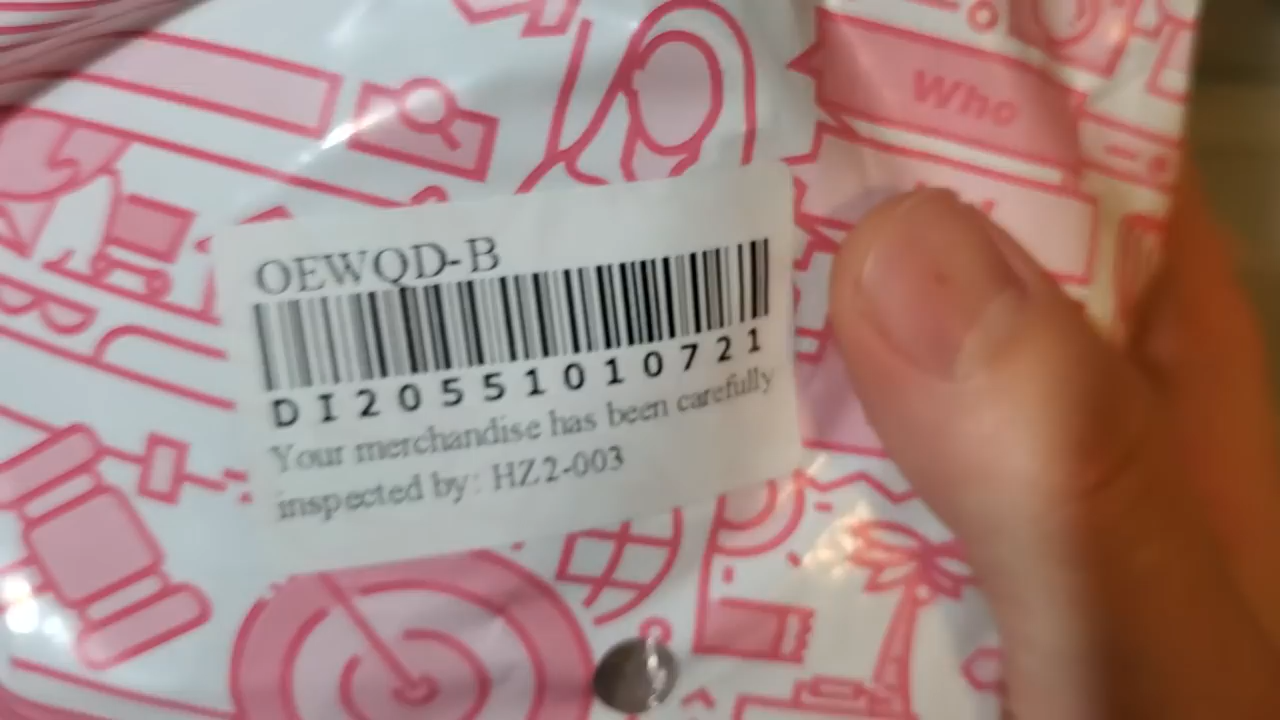 Who
OEWQD-B
DI20551010721
Your merchandise has been carefully
inspected by: HZ2-003